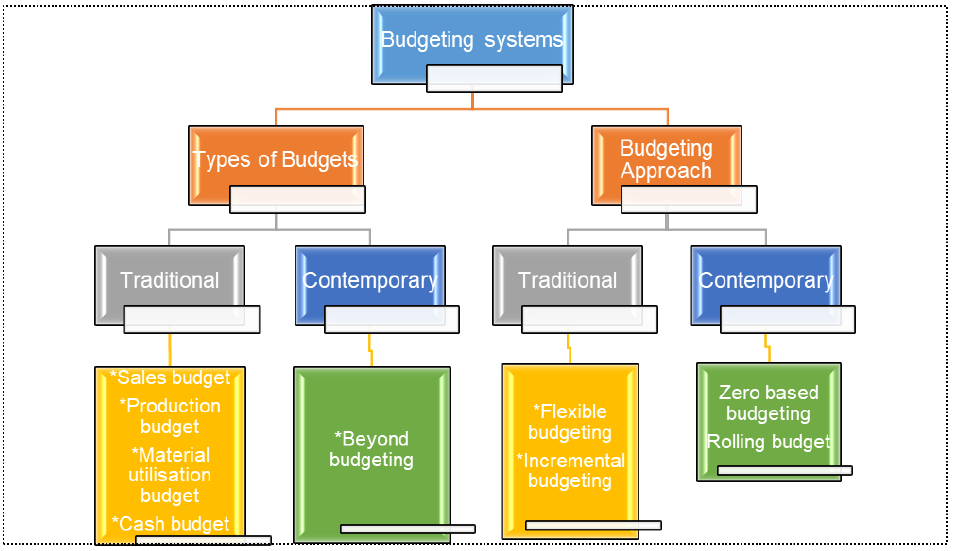 Budgeting systems
Types of Budgets
Budgeting
Approach
Traditional
Contemporary
Traditional
Contemporary
*Sales budget
*Production
budget
*Material
utilisation
budget
*Cash budget
*Beyond
budgeting
*Flexible
budgeting
*Incremental
budgeting
Zero based
budgeting
Rolling budget